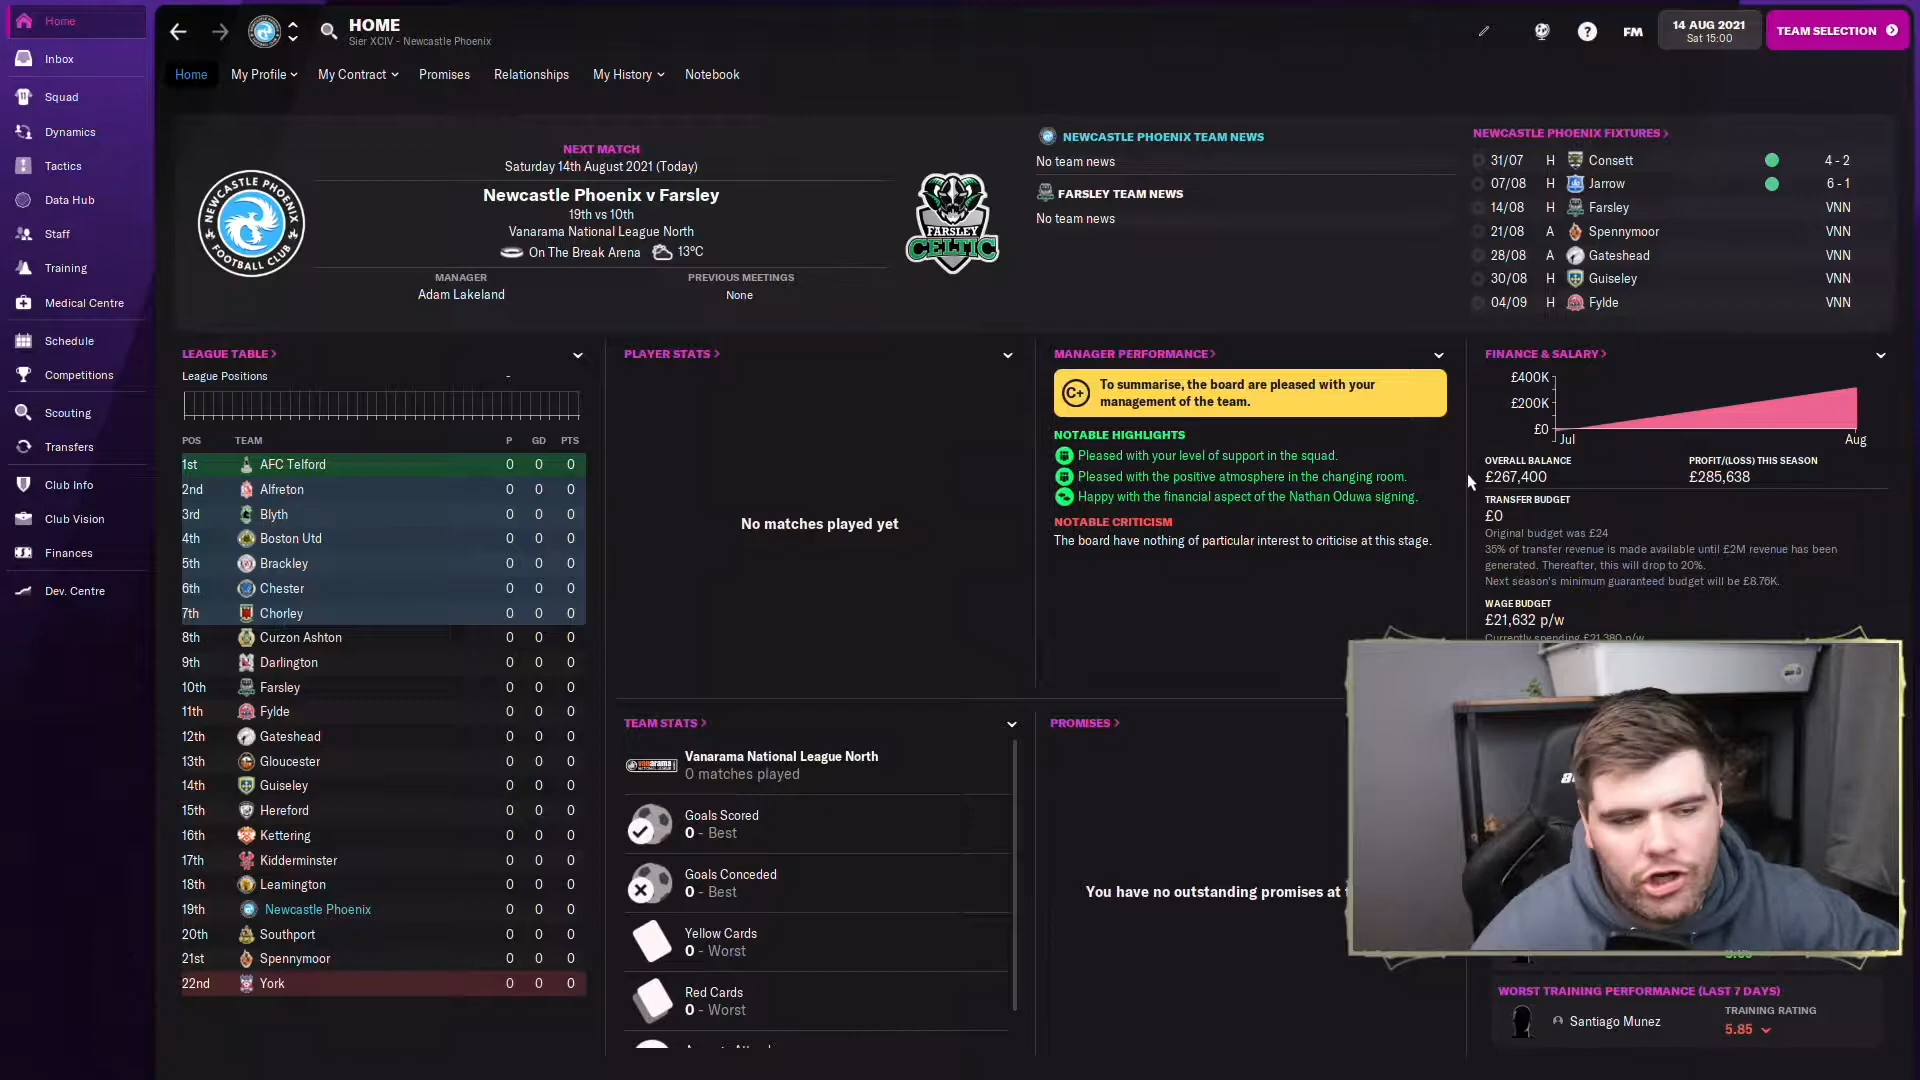 Home
Inbox
Squad
Dynamics
Tactics
Data Hub
Staff
Training
Medical Centre
Schedule
Competitions
Scouting
Transfers
Club Info
Club Vision
Finances
Dev. Centre
HOME
Sier XCIV - Newcastle Phoenix
?
FM
14 AUG 2021
Sat 15:00
TEAM SELECTION
Home
My Profile
My Contract
Promises
Relationships
My History
Notebook
NEWCASTLE PHOENIX
FOOTBALL CLUB
NEXT MATCH
Saturday 14th August 2021 (Today)
Newcastle Phoenix v Farsley
19th vs 10th
Vanarama National League North
On The Break Arena 13°C
MANAGER
Adam Lakeland
PREVIOUS MEETINGS
None
FARSLEY
CELTIC
NEWCASTLE PHOENIX TEAM NEWS
No team news
FARSLEY TEAM NEWS
No team news
NEWCASTLE PHOENIX FIXTURES >
31/07 H Consett 4 - 2
07/08 H Jarrow 6 - 1
14/08 H Farsley VNN
21/08 A Spennymoor VNN
28/08 A Gateshead VNN
30/08 H Guiseley VNN
04/09 H Fylde VNN
LEAGUE TABLE >
League Positions -
POS TEAM P GD PTS
1st AFC Telford 0 0 0
2nd Alfreton 0 0 0
3rd Blyth 0 0 0
4th Boston Utd 0 0 0
5th Brackley 0 0 0
6th Chester 0 0 0
7th Chorley 0 0 0
8th Curzon Ashton 0 0 0
9th Darlington 0 0 0
10th Farsley 0 0 0
11th Fylde 0 0 0
12th Gateshead 0 0 0
13th Gloucester 0 0 0
14th Guiseley 0 0 0
15th Hereford 0 0 0
16th Kettering 0 0 0
17th Kidderminster 0 0 0
18th Leamington 0 0 0
19th Newcastle Phoenix 0 0 0
20th Southport 0 0 0
21st Spennymoor 0 0 0
22nd York 0 0 0
PLAYER STATS >
No matches played yet
TEAM STATS >
Vanarama National League North
0 matches played
Goals Scored
0 - Best
Goals Conceded
0 - Best
Yellow Cards
0 - Worst
Red Cards
0 - Worst
MANAGER PERFORMANCE >
C+
To summarise, the board are pleased with your
management of the team.
NOTABLE HIGHLIGHTS
Pleased with your level of support in the squad.
Pleased with the positive atmosphere in the changing room.
Happy with the financial aspect of the Nathan Oduwa signing.
NOTABLE CRITICISM
The board have nothing of particular interest to criticise at this stage.
PROMISES >
You have no outstanding promises at
FINANCE & SALARY >
£400K
£200K
£0
Jul Aug
OVERALL BALANCE
£267,400
PROFIT/(LOSS) THIS SEASON
£285,638
TRANSFER BUDGET
£0
Original budget was £24
35% of transfer revenue is made available until £2M revenue has been
generated. Thereafter, this will drop to 20%.
Next season's minimum guaranteed budget will be £8.76K.
WAGE BUDGET
£21,632 p/w
Currently spending £21,380 p/w
WORST TRAINING PERFORMANCE (LAST 7 DAYS)
Santiago Munez
TRAINING RATING
5.85